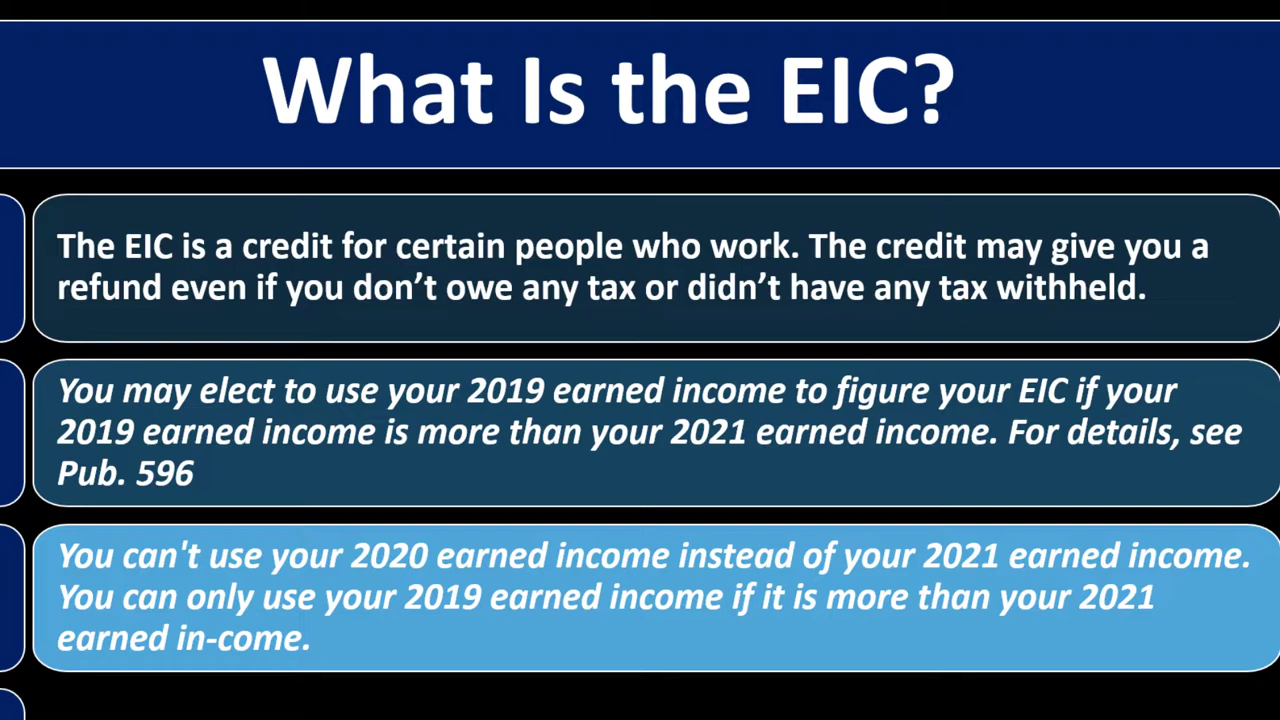 What Is the EIC?
The EIC is a credit for certain people who work. The credit may give you a
refund even if you don’t owe any tax or didn’t have any tax withheld.
You may elect to use your 2019 earned income to figure your EIC if your
2019 earned income is more than your 2021 earned income. For details, see
Pub. 596
You can't use your 2020 earned income instead of your 2021 earned income.
You can only use your 2019 earned income if it is more than your 2021
earned in-come.